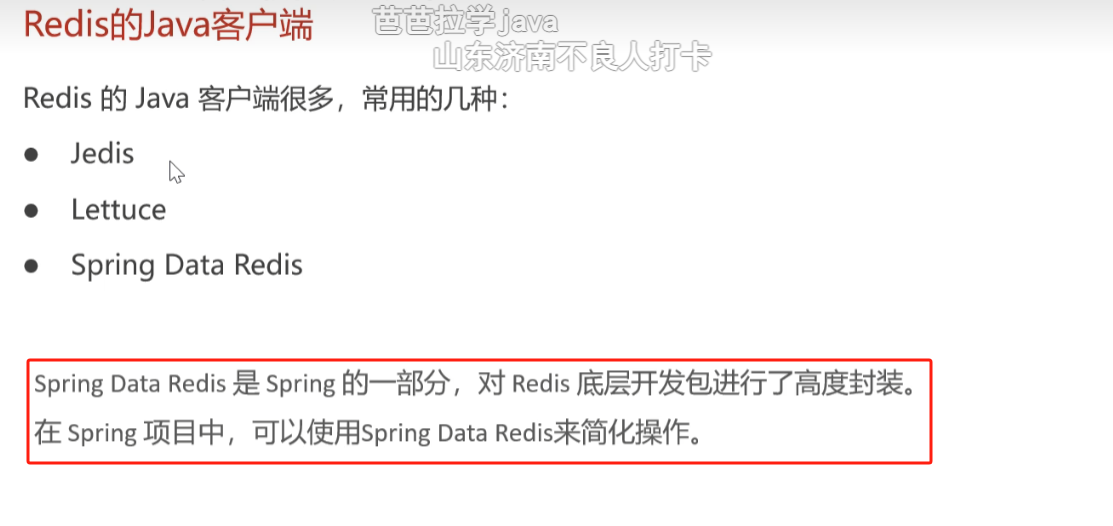 Redis的Java客户端
芭芭拉学java
山东济南不良人打卡
Redis 的 Java 客户端很多，常用的几种：
● Jedis
● Lettuce
● Spring Data Redis
Spring Data Redis 是 Spring 的一部分，对 Redis 底层开发包进行了高度封装。
在 Spring 项目中，可以使用Spring Data Redis来简化操作。